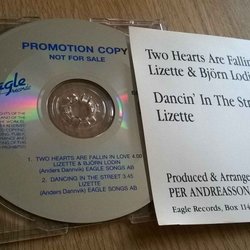 PROMOTION COPY
NOT FOR SALE
Eagle
records
1. TWO HEARTS ARE FALLIN IN LOVE 4.00
LIZETTE & BJÖRN LODIN
(Anders Dannvik) EAGLE SONGS AB
2. DANCING IN THE STREET 3.45
LIZETTE
(Anders Dannvik) EAGLE SONGS AB
Two Hearts Are Fallin
Lizette & Björn Lodin
Dancin' In The Stre
Lizette
Produced & Arrange
PER ANDREASSON
Eagle Records, Box 114